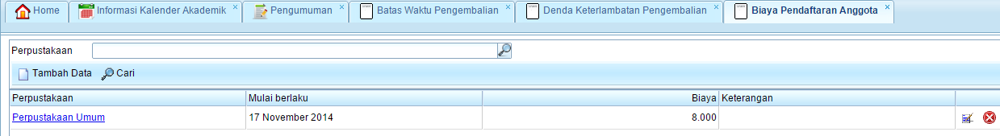 Home Informasi Kalender Akademik Pengumuman Batas Waktu Pengembalian Denda Keterlambatan Pengembalian Biaya Pendaftaran Anggota
Perpustakaan
Tambah Data Cari
Perpustakaan Mulai berlaku Biaya Keterangan
Perpustakaan Umum 17 November 2014 8.000